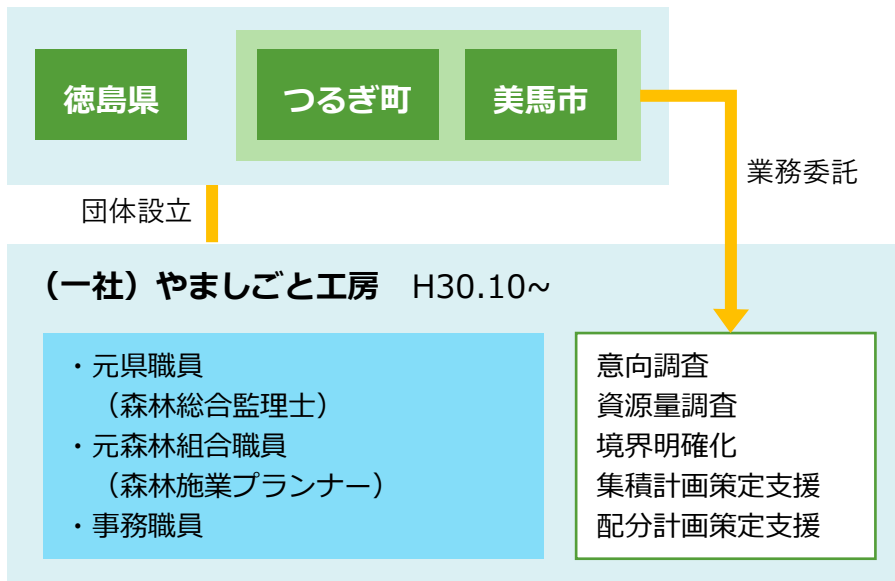 徳島県
つるぎ町
美馬市
業務委託
団体設立
（一社）やましごと工房　H30.10~
・元県職員
（森林総合監理士）
・元森林組合職員
（森林施業プランナー）
・事務職員
意向調査
資源量調査
境界明確化
集積計画策定支援
配分計画策定支援